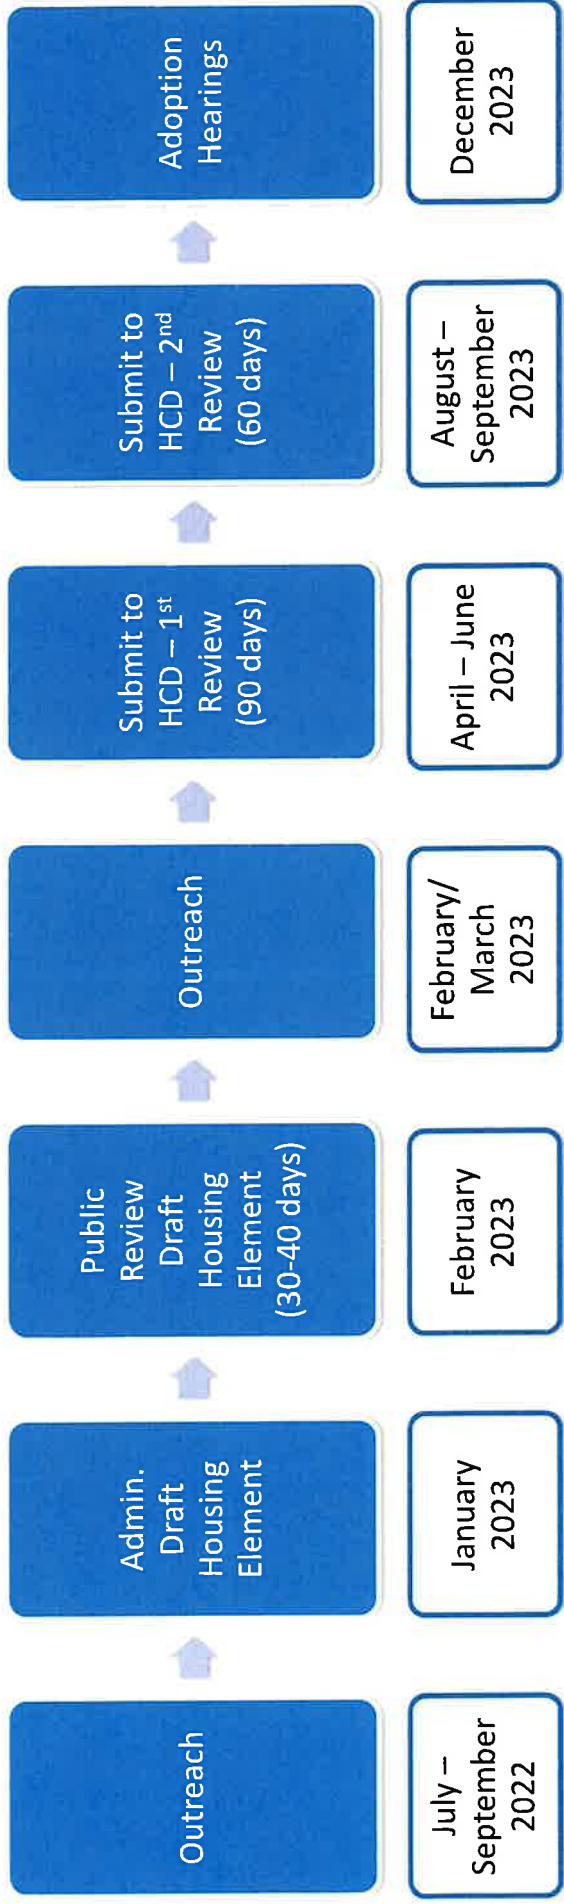 Outreach
July –
September
2022
Admin.
Draft
Housing
Element
January
2023
Public
Review
Draft
Housing
Element
(30-40 days)
February
2023
Outreach
February/
March
2023
Submit to
HCD – 1st
Review
(90 days)
April – June
2023
Submit to
HCD – 2nd
Review
(60 days)
August –
September
2023
Adoption
Hearings
December
2023